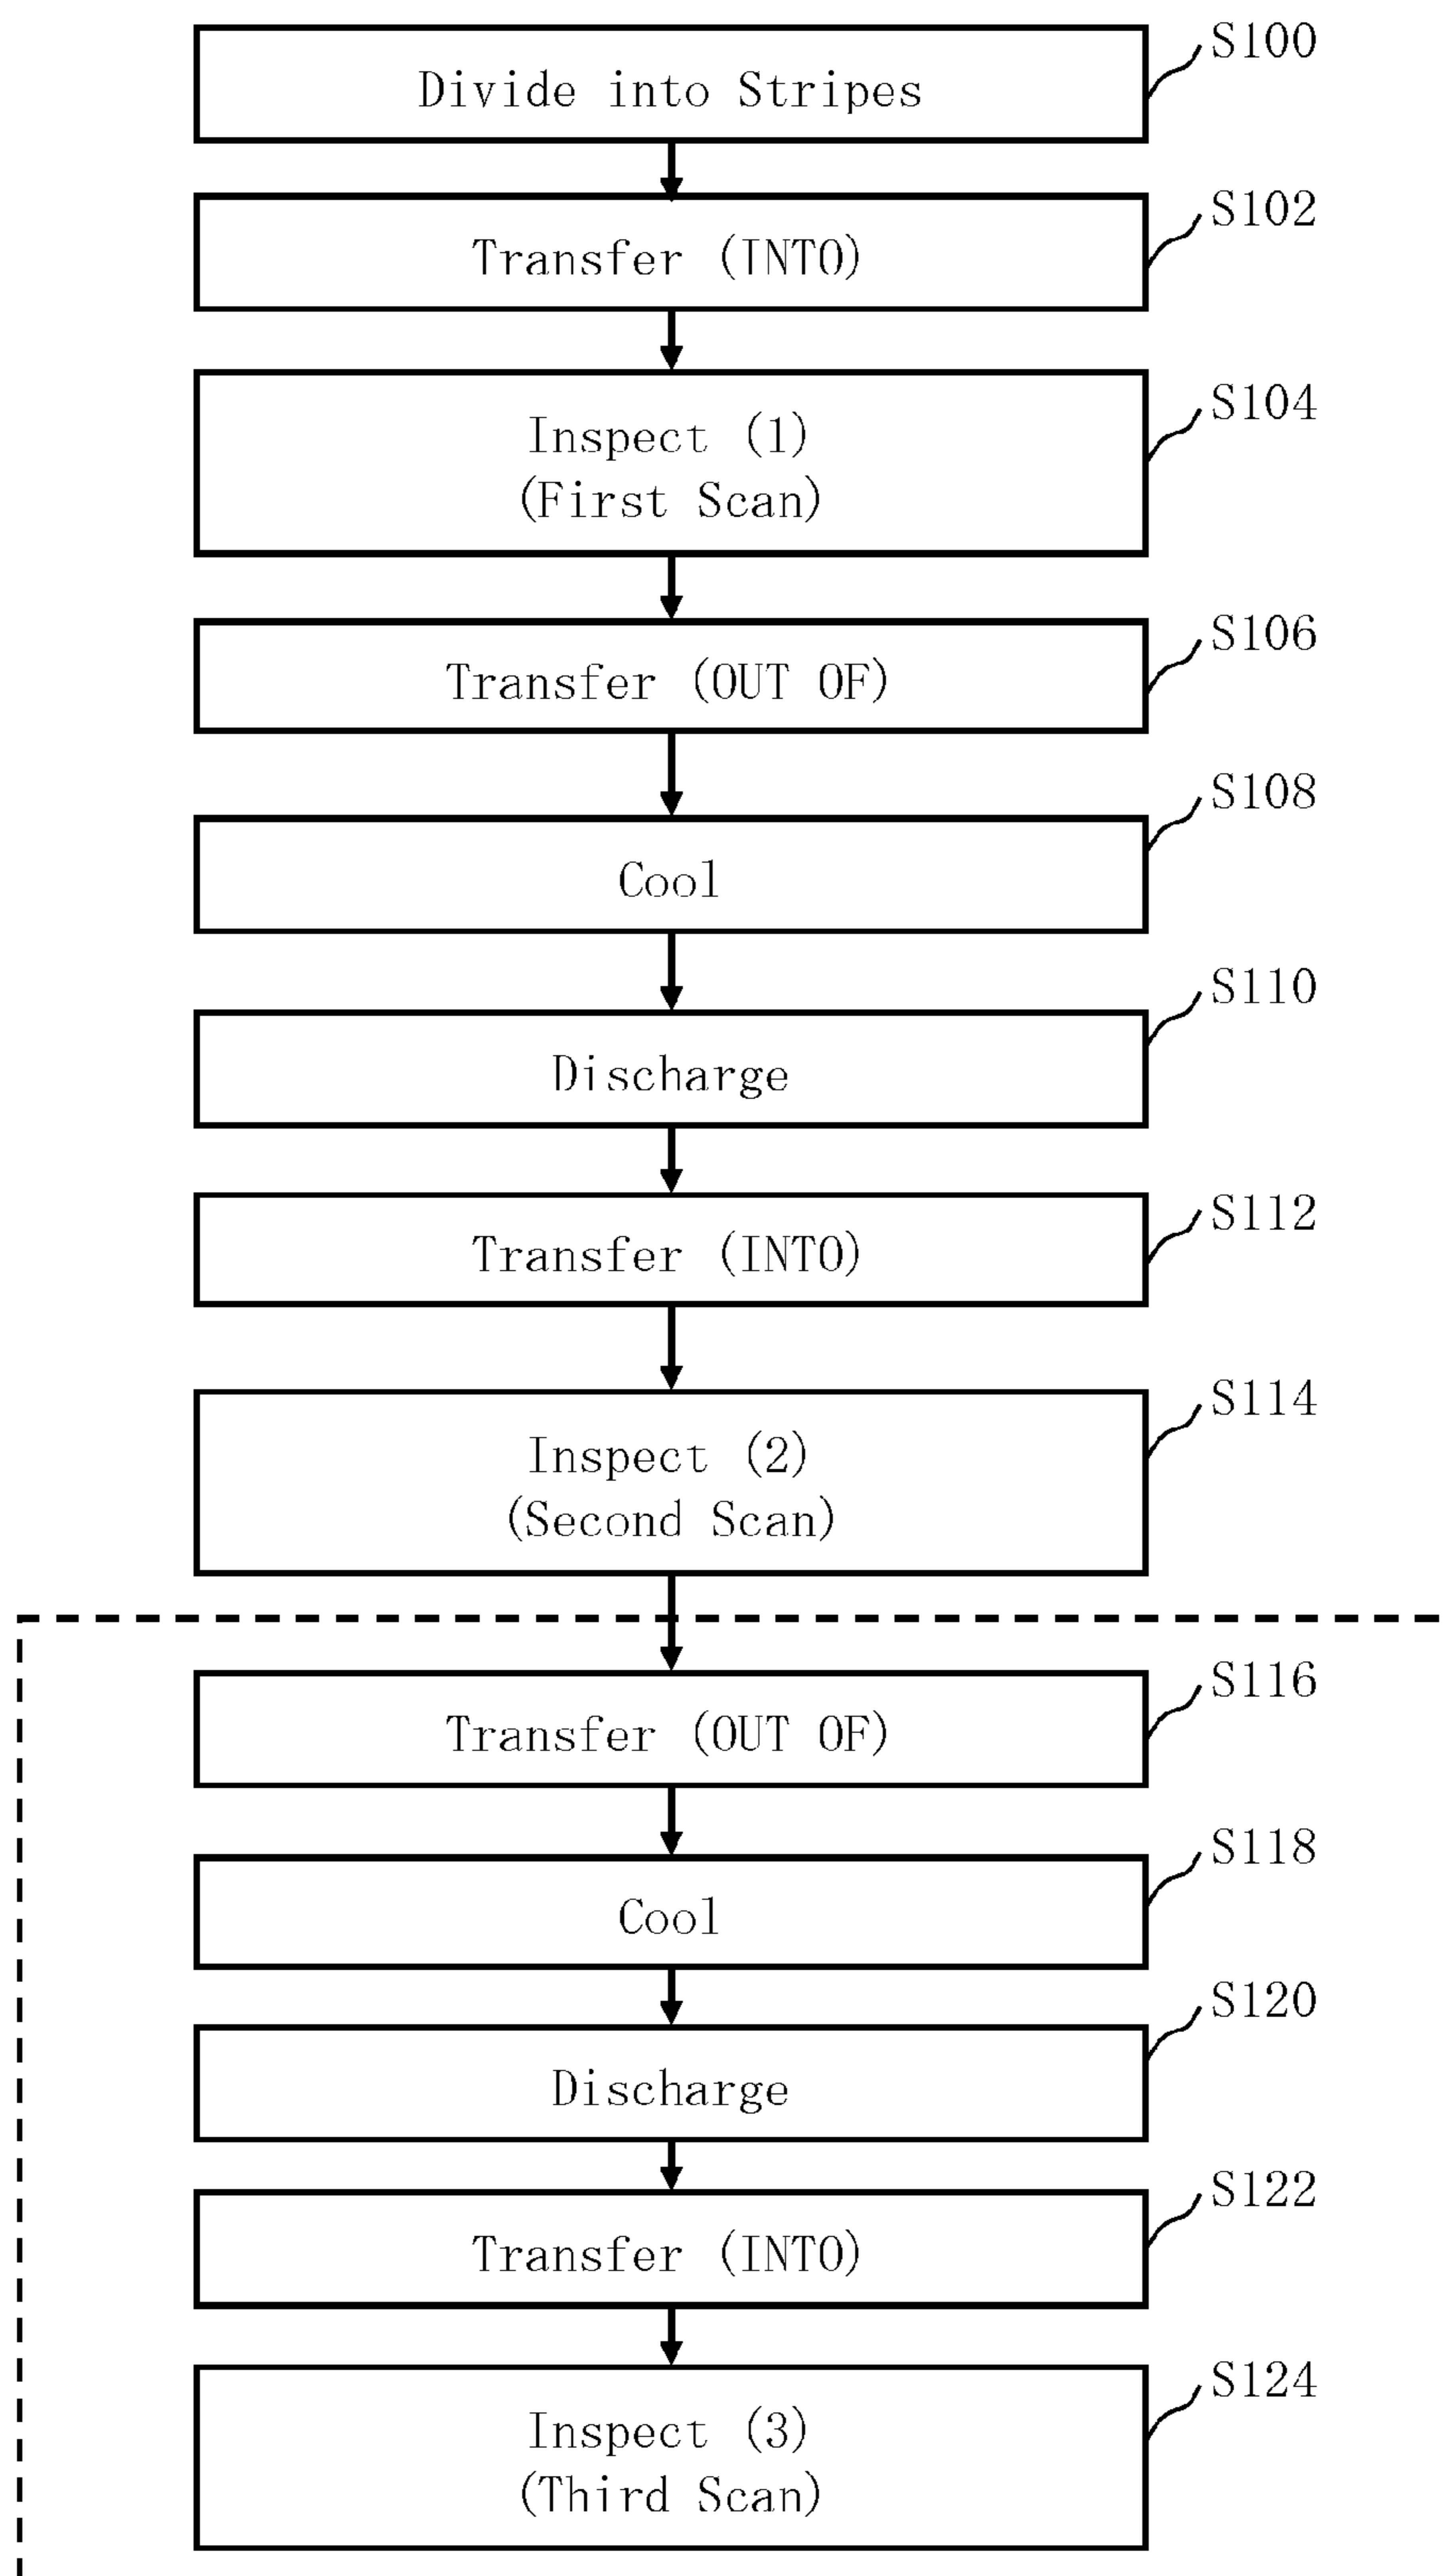 Divide into Stripes
S100
Transfer (INTO)
S102
Inspect (1)
(First Scan)
S104
Transfer (OUT OF)
S106
Cool
S108
Discharge
S110
Transfer (INTO)
S112
Inspect (2)
(Second Scan)
S114
Transfer (OUT OF)
S116
Cool
S118
Discharge
S120
Transfer (INTO)
S122
Inspect (3)
(Third Scan)
S124